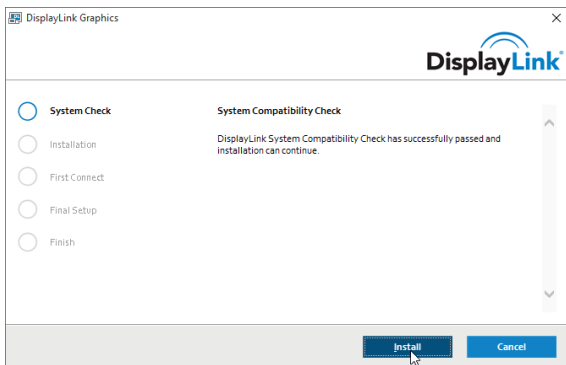 DisplayLink Graphics
DisplayLink®
System Check
Installation
First Connect
Final Setup
Finish
System Compatibility Check
DisplayLink System Compatibility Check has successfully passed and
installation can continue.
Install
Cancel